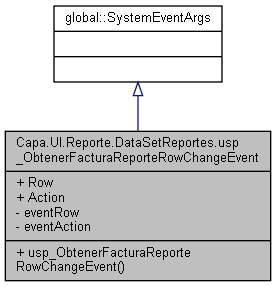 global::SystemEventArgs
Capa.UI.Reporte.DataSetReportes.usp
_ObtenerFacturaReporteRowChangeEvent
+ Row
+ Action
- eventRow
- eventAction
+ usp_ObtenerFacturaReporte
RowChangeEvent()